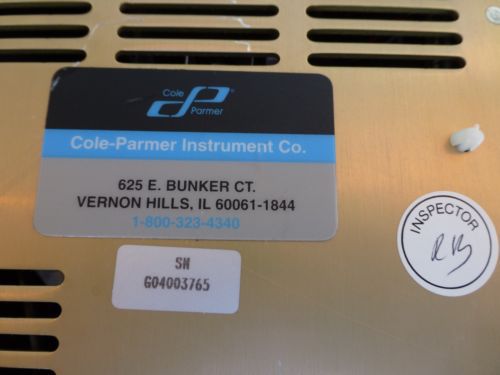 Cole
Parmer
®
Cole-Parmer Instrument Co.
625 E. BUNKER CT.
VERNON HILLS, IL 60061-1844
1-800-323-4340
SN
G04003765
INSPECTOR
RB